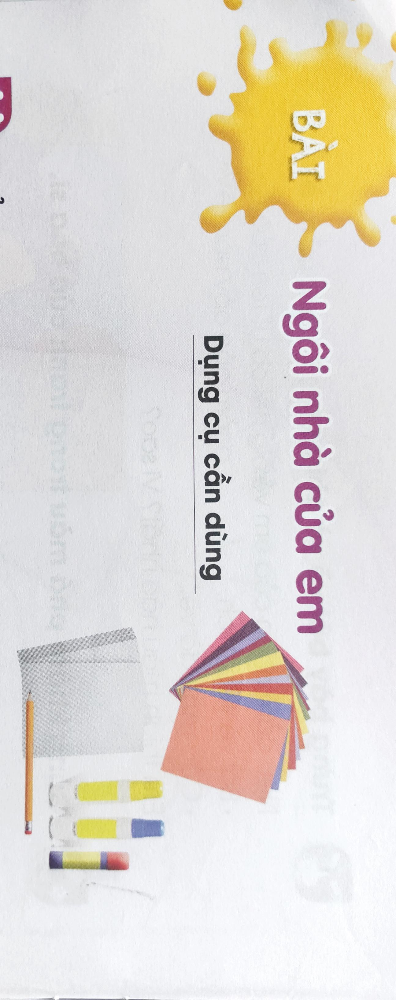 BÀI
Ngôi nhà của em
Dụng cụ cần dùng